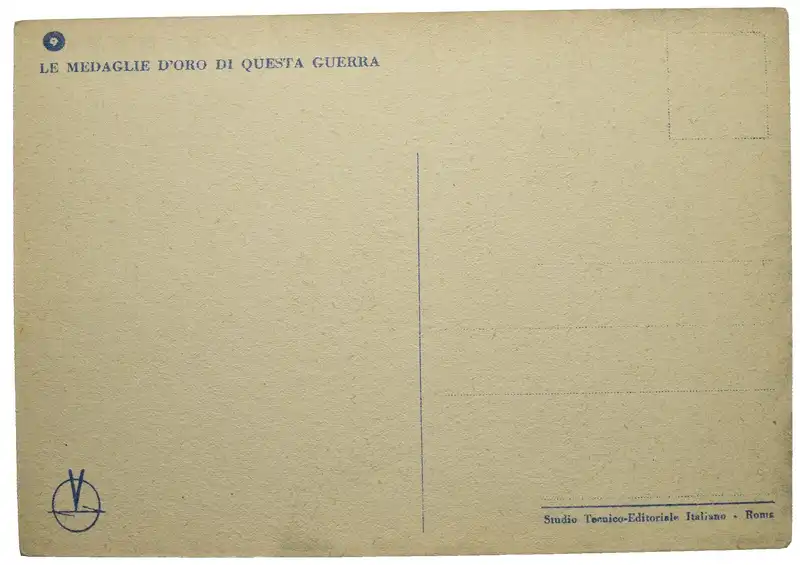 LE MEDAGLIE D'ORO DI QUESTA GUERRA
Studio Tecnico-Editoriale Italiano - Roma